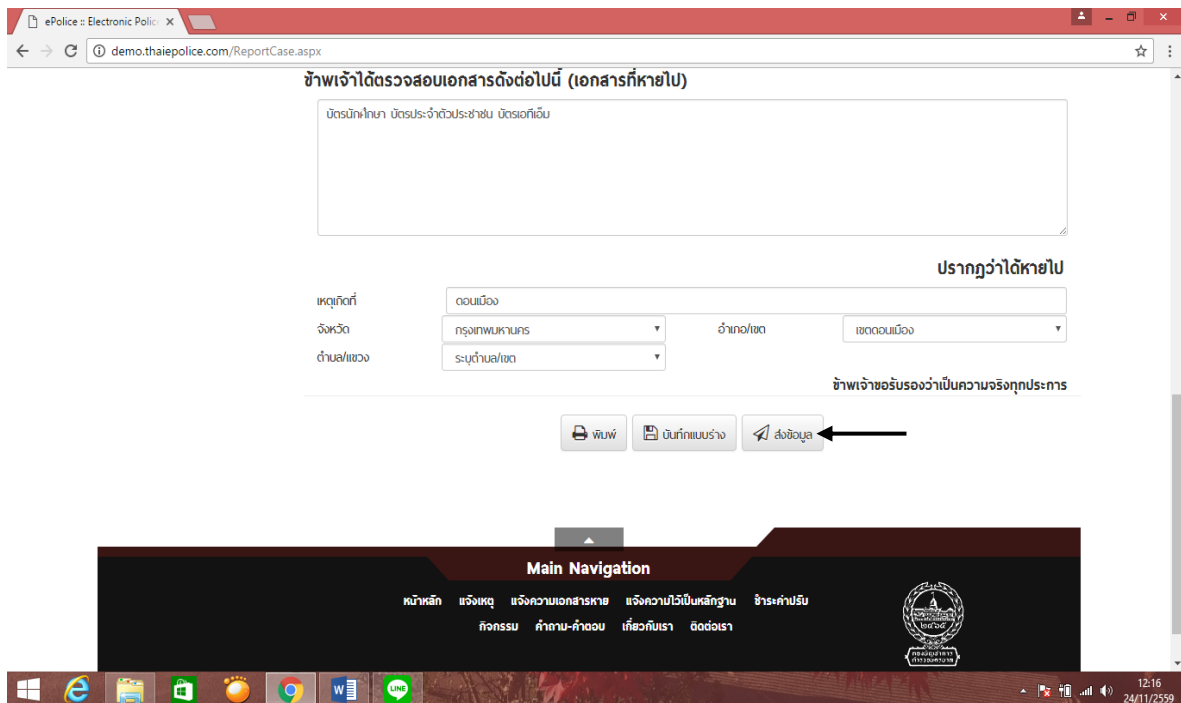 ePolice :: Electronic Polic
demo.thaiepolice.com/ReportCase.aspx
ข้าพเจ้าได้ตรวจสอบเอกสารดังต่อไปนี้ (เอกสารที่หายไป)
บัตรนักศึกษา บัตรประจำตัวประชาชน บัตรเอทีเอ็ม
ปรากฏว่าได้หายไป
เหตุเกิดที่ ดอนเมือง
จังหวัด กรุงเทพมหานคร อำเภอ/เขต เขตดอนเมือง
ตำบล/แขวง ระบุตำบล/เขต
ข้าพเจ้าขอรับรองว่าเป็นความจริงทุกประการ
พิมพ์ บันทึกแบบร่าง ส่งข้อมูล
Main Navigation
หน้าหลัก แจ้งเหตุ แจ้งความเอกสารหาย แจ้งความไว้เป็นหลักฐาน ชำระค่าปรับ
กิจกรรม คำถาม-คำตอบ เกี่ยวกับเรา ติดต่อเรา
LINE
12:16
24/11/2559